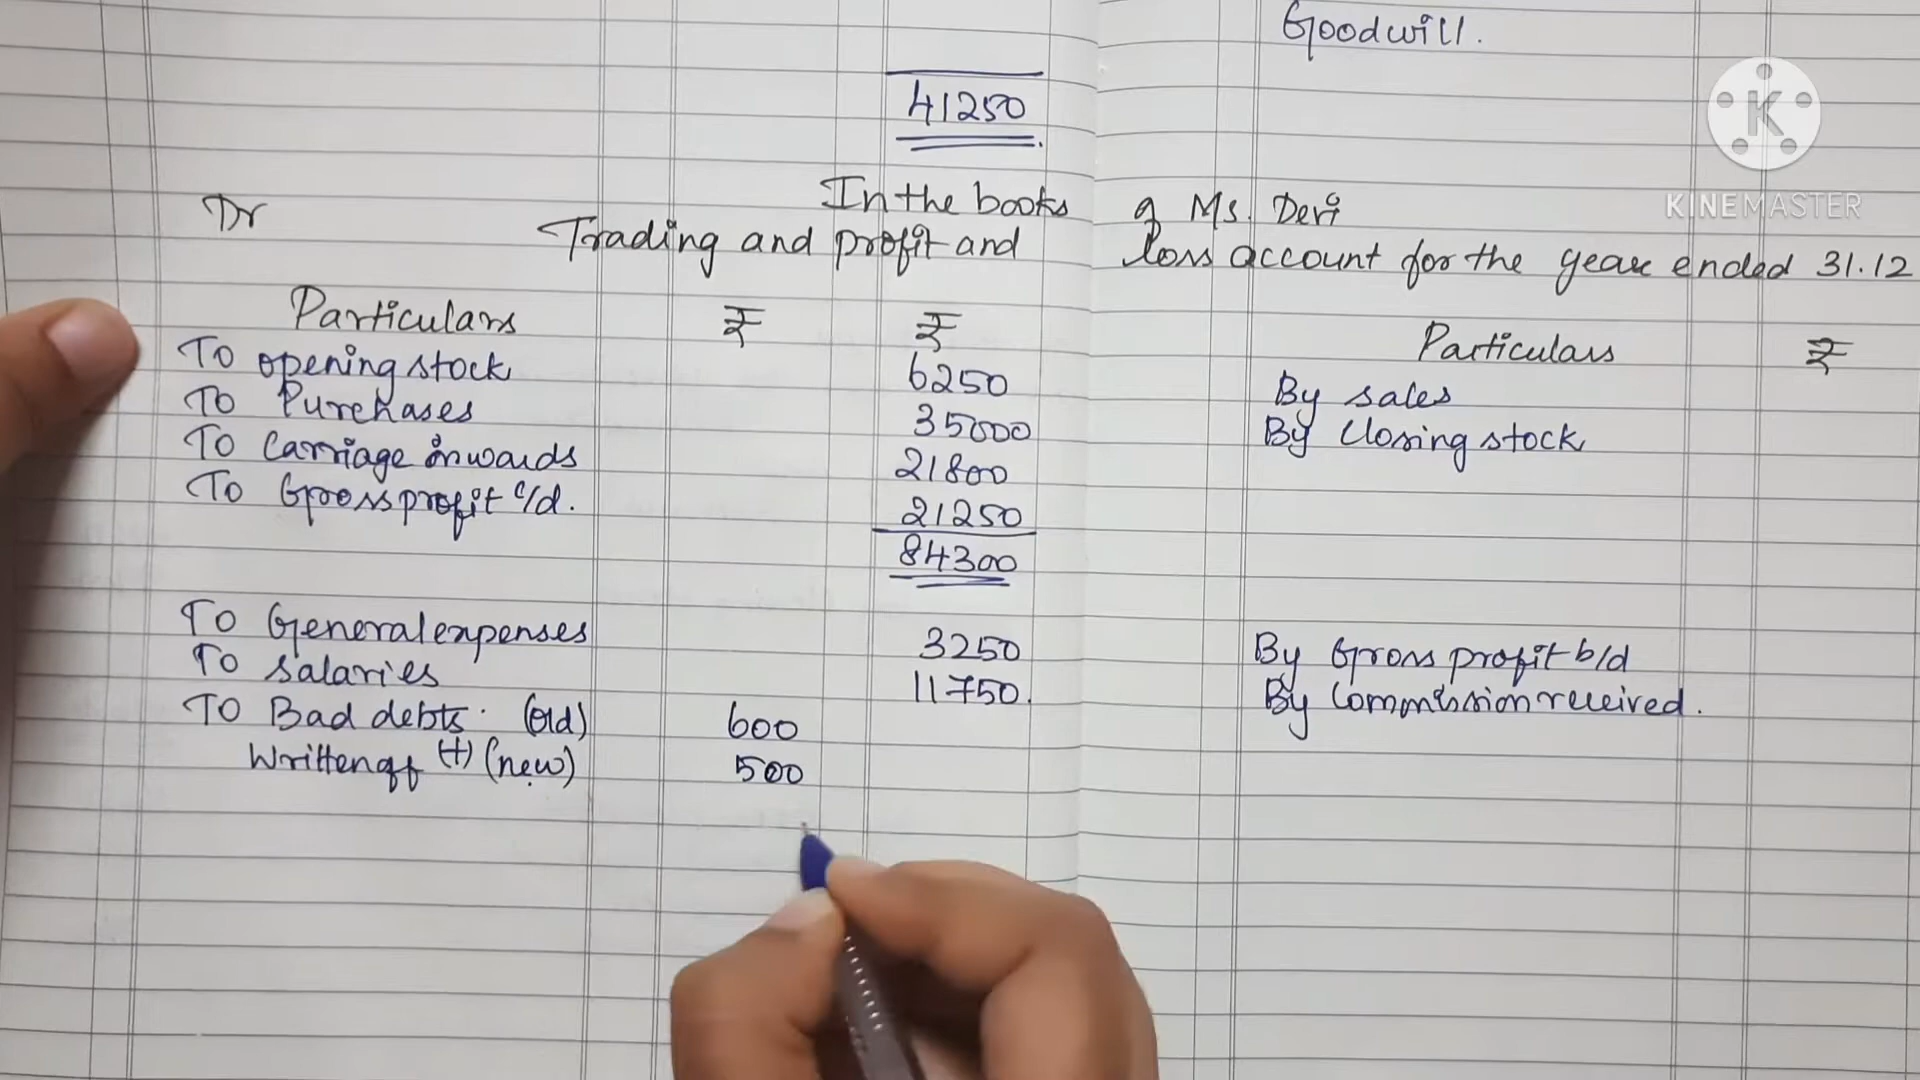 Goodwill.
41250
K
KINEMASTER
In the books of Ms. Devi
Dr
Trading and profit and loss account for the year ended 31.12
Particulars ₹ ₹ Particulars ₹
To opening stock 6250 By sales
To Purchases 35000 By Closing stock
To Carriage inwards 21800
To Gross profit c/d. 21250
84300
To General expenses 3250 By Gross profit b/d
To Salaries 11750. By Commission received.
To Bad debts. (old) 600
Written off (+) (new) 500